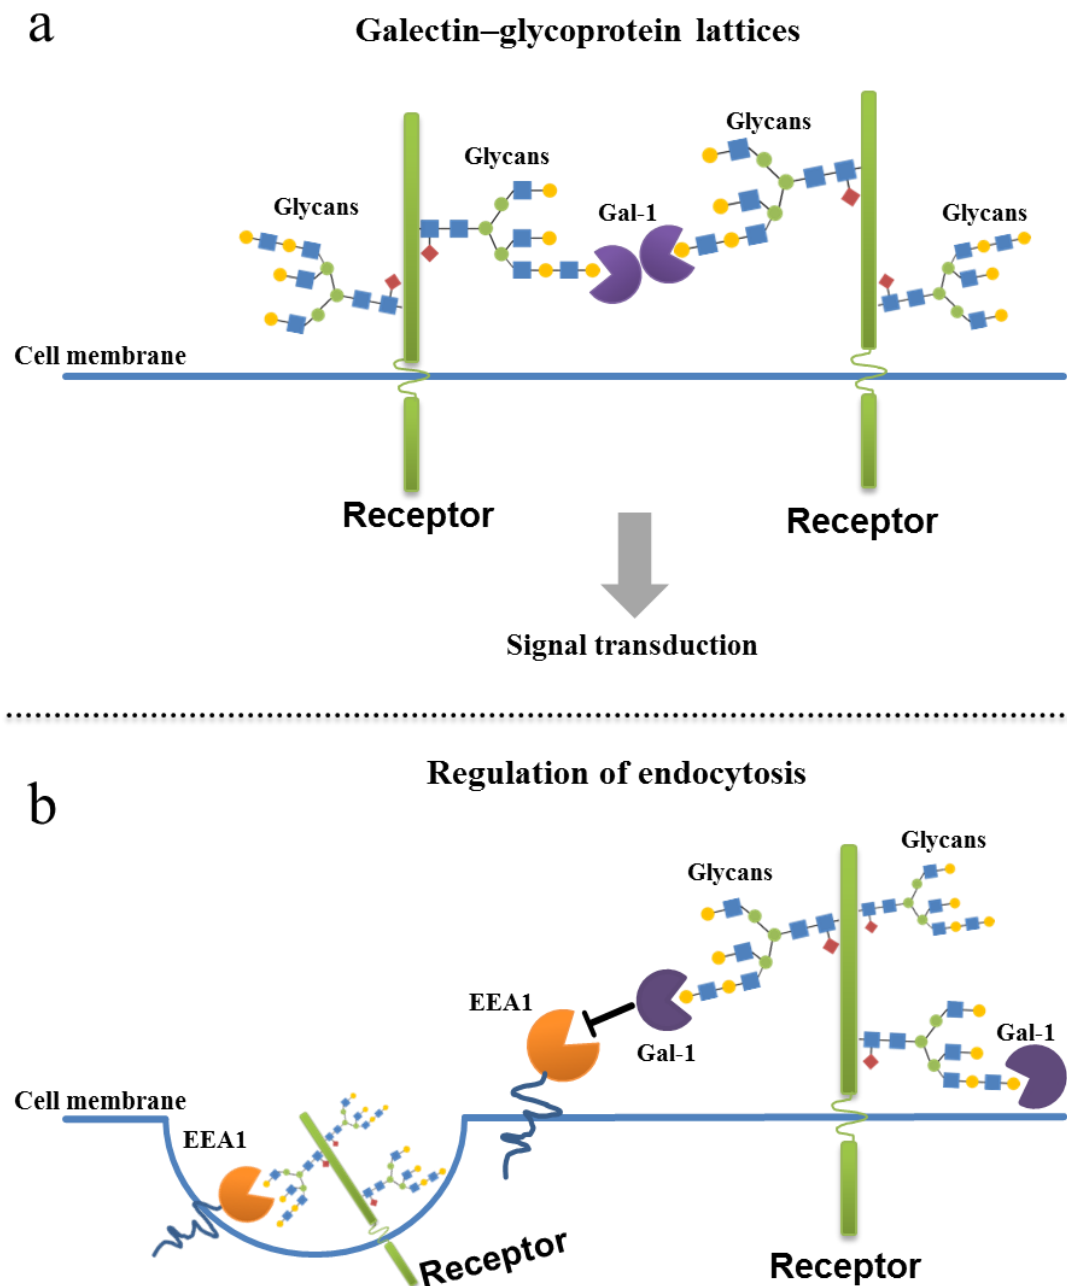 a
Galectin–glycoprotein lattices
Glycans
Glycans
Glycans
Gal-1
Glycans
Cell membrane
Receptor
Receptor
Signal transduction
Regulation of endocytosis
b
Glycans
Glycans
EEA1
Gal-1
Gal-1
Cell membrane
EEA1
Receptor
Receptor